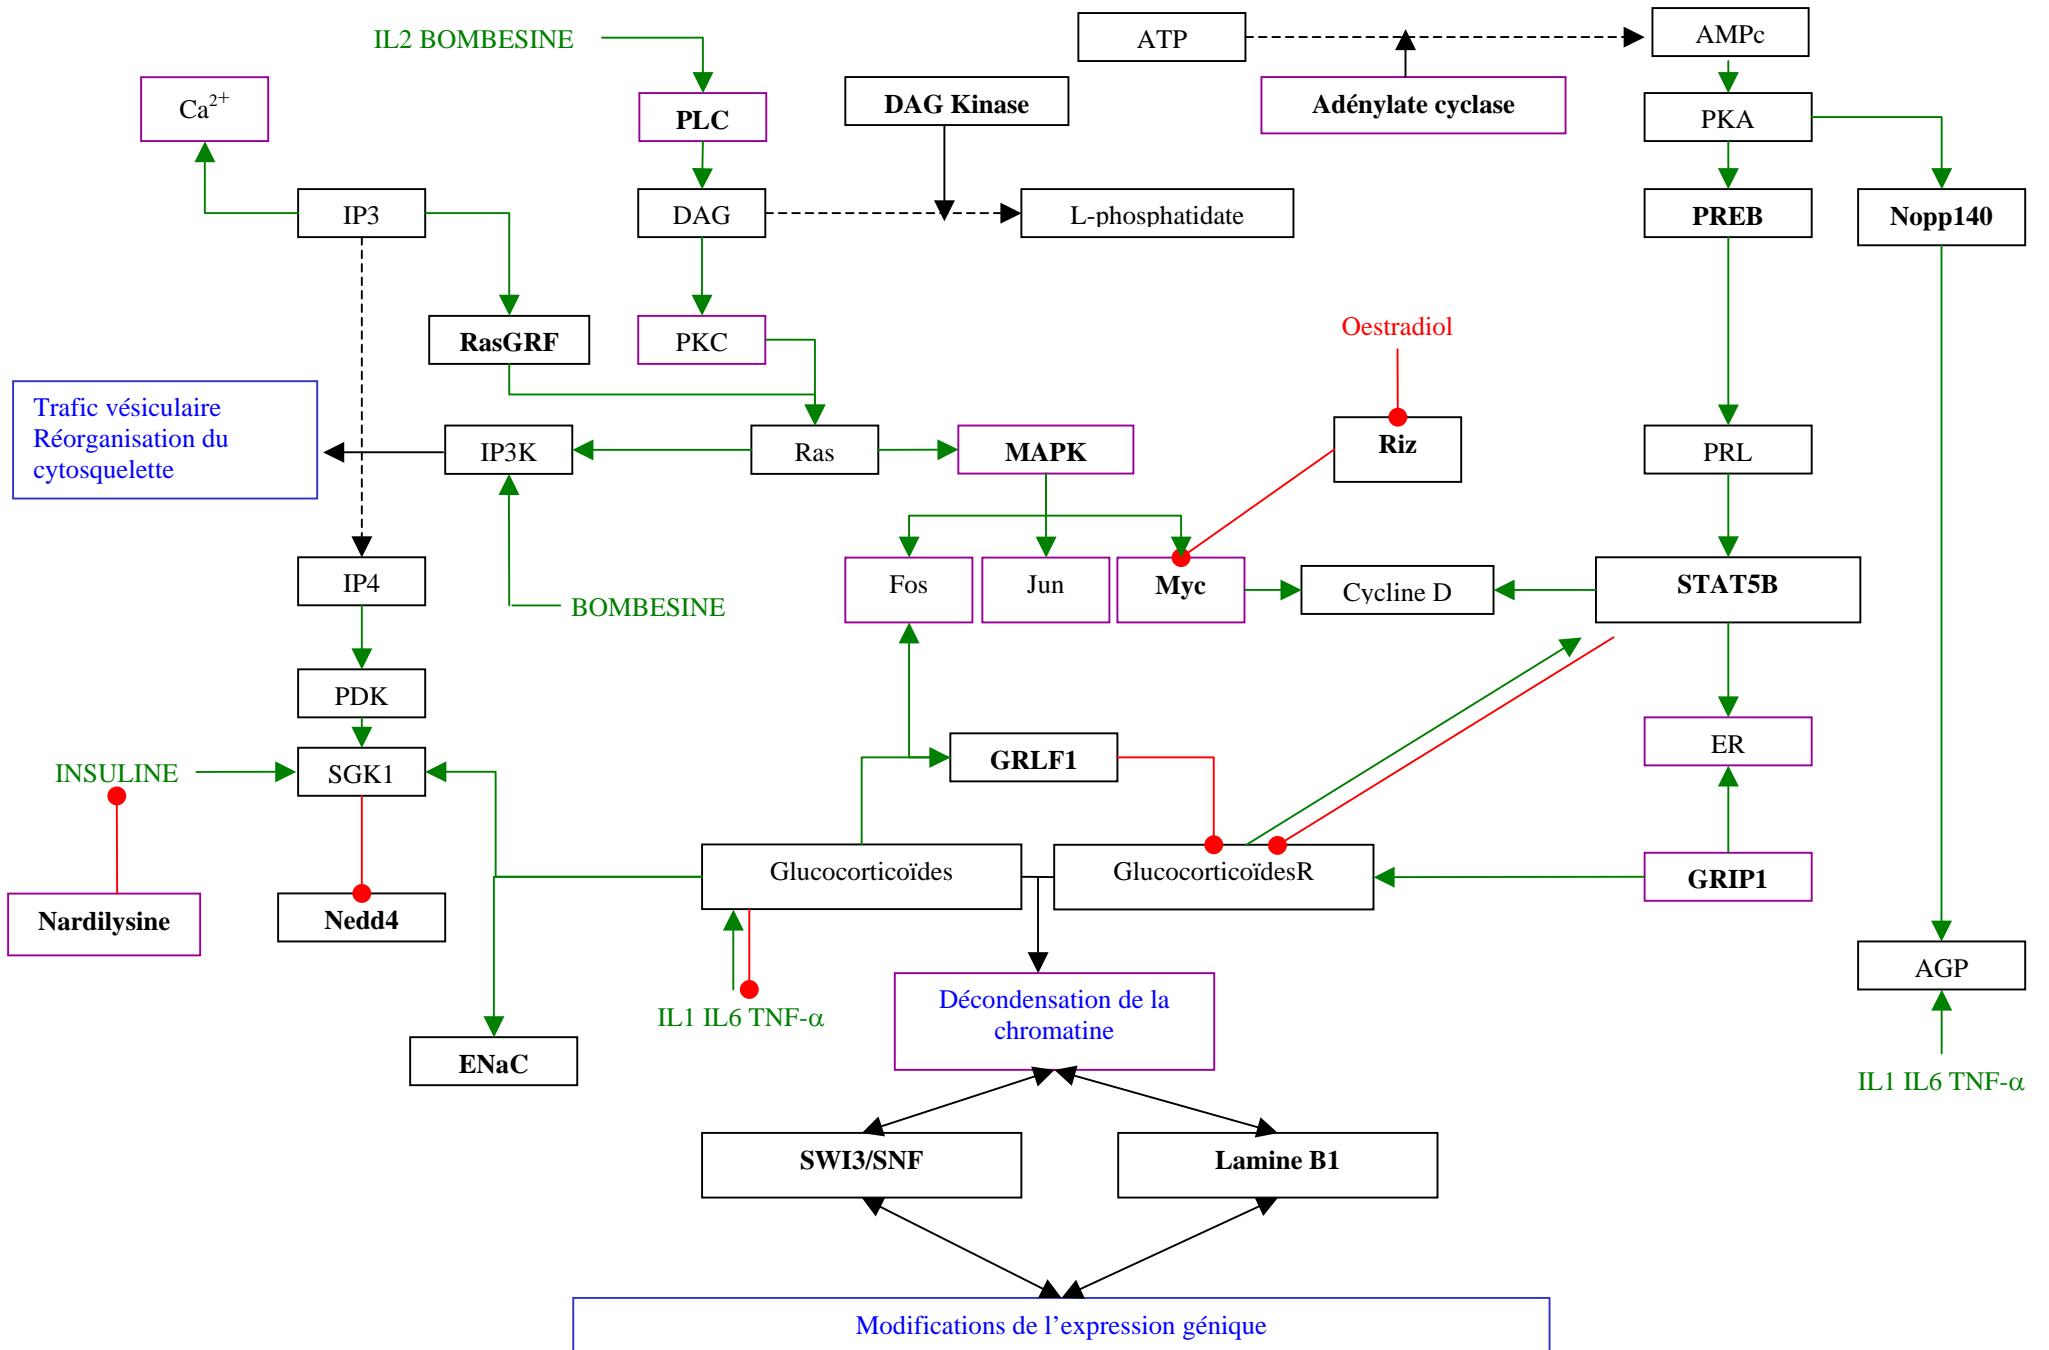 IL2 BOMBESINE
ATP
AMPc
Ca2+
PLC
DAG Kinase
Adénylate cyclase
PKA
IP3
DAG
L-phosphatidate
PREB
Nopp140
RasGRF
PKC
Oestradiol
Trafic vésiculaire
Réorganisation du
cytosquelette
IP3K
Ras
MAPK
Riz
PRL
IP4
Fos
Jun
Myc
Cycline D
STAT5B
BOMBESINE
PDK
INSULINE
SGK1
GRLF1
ER
Glucocorticoïdes
GlucocorticoïdesR
GRIP1
Nardilysine
Nedd4
AGP
IL1 IL6 TNF-α
Décondensation de la
chromatine
ENaC
IL1 IL6 TNF-α
SWI3/SNF
Lamine B1
Modifications de l’expression génique